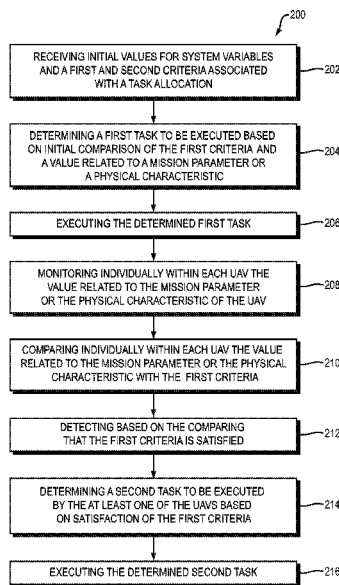 200
RECEIVING INITIAL VALUES FOR SYSTEM VARIABLES
AND A FIRST AND SECOND CRITERIA ASSOCIATED
WITH A TASK ALLOCATION
202
DETERMINING A FIRST TASK TO BE EXECUTED BASED
ON INITIAL COMPARISON OF THE FIRST CRITERIA AND
A VALUE RELATED TO A MISSION PARAMETER OR
A PHYSICAL CHARACTERISTIC
204
EXECUTING THE DETERMINED FIRST TASK
206
MONITORING INDIVIDUALLY WITHIN EACH UAV THE
VALUE RELATED TO THE MISSION PARAMETER
OR THE PHYSICAL CHARACTERISTIC OF THE UAV
208
COMPARING INDIVIDUALLY WITHIN EACH UAV THE VALUE
RELATED TO THE MISSION PARAMETER OR THE PHYSICAL
CHARACTERISTIC WITH THE FIRST CRITERIA
210
DETECTING BASED ON THE COMPARING
THAT THE FIRST CRITERIA IS SATISFIED
212
DETERMINING A SECOND TASK TO BE EXECUTED
BY THE AT LEAST ONE OF THE UAVS BASED
ON SATISFACTION OF THE FIRST CRITERIA
214
EXECUTING THE DETERMINED SECOND TASK
216